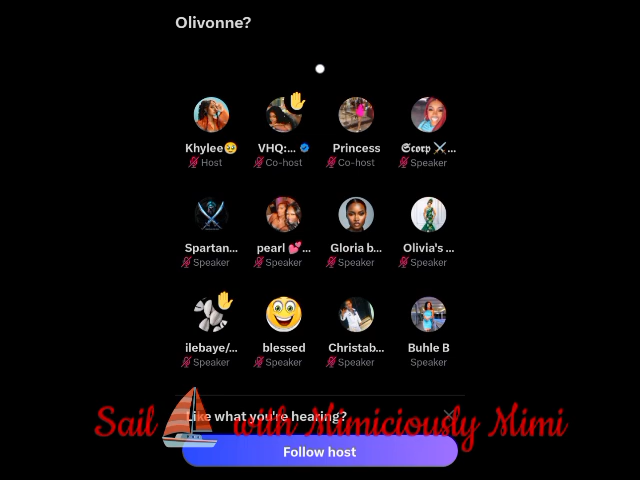 Olivonne?
Khylee🥹 VHQ:... Princess 𝕾𝖈𝖔𝖗𝖕 ⚔️...
Host Co-host Co-host Speaker
Spartan... pearl 💕... Gloria b... Olivia's ...
Speaker Speaker Speaker Speaker
ilebaye/... blessed Christab... Buhle B
Speaker Speaker Speaker Speaker
Like what you're hearing?
Sail with Mimiciously Mimi
Follow host